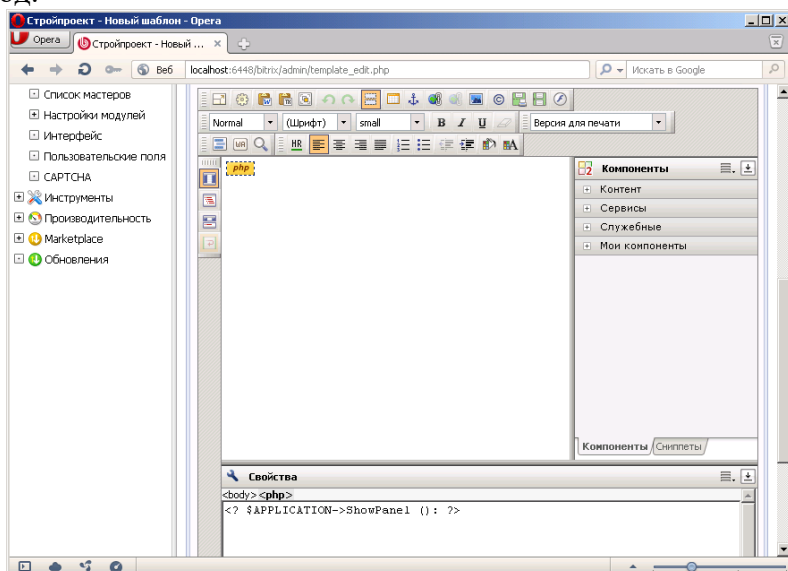 од.
Стройпроект - Новый шаблон - Opera
Opera
Стройпроект - Новый ...
Веб
localhost:6448/bitrix/admin/template_edit.php
Искать в Google
Список мастеров
Настройки модулей
Интерфейс
Пользовательские поля
CAPTCHA
Инструменты
Производительность
Marketplace
Обновления
Normal
(Шрифт)
small
B I U
Версия для печати
HR
php
Компоненты
Контент
Сервисы
Служебные
Мои компоненты
Компоненты
Сниппеты
Свойства
<body> <php>
<? $APPLICATION->ShowPanel (): ?>